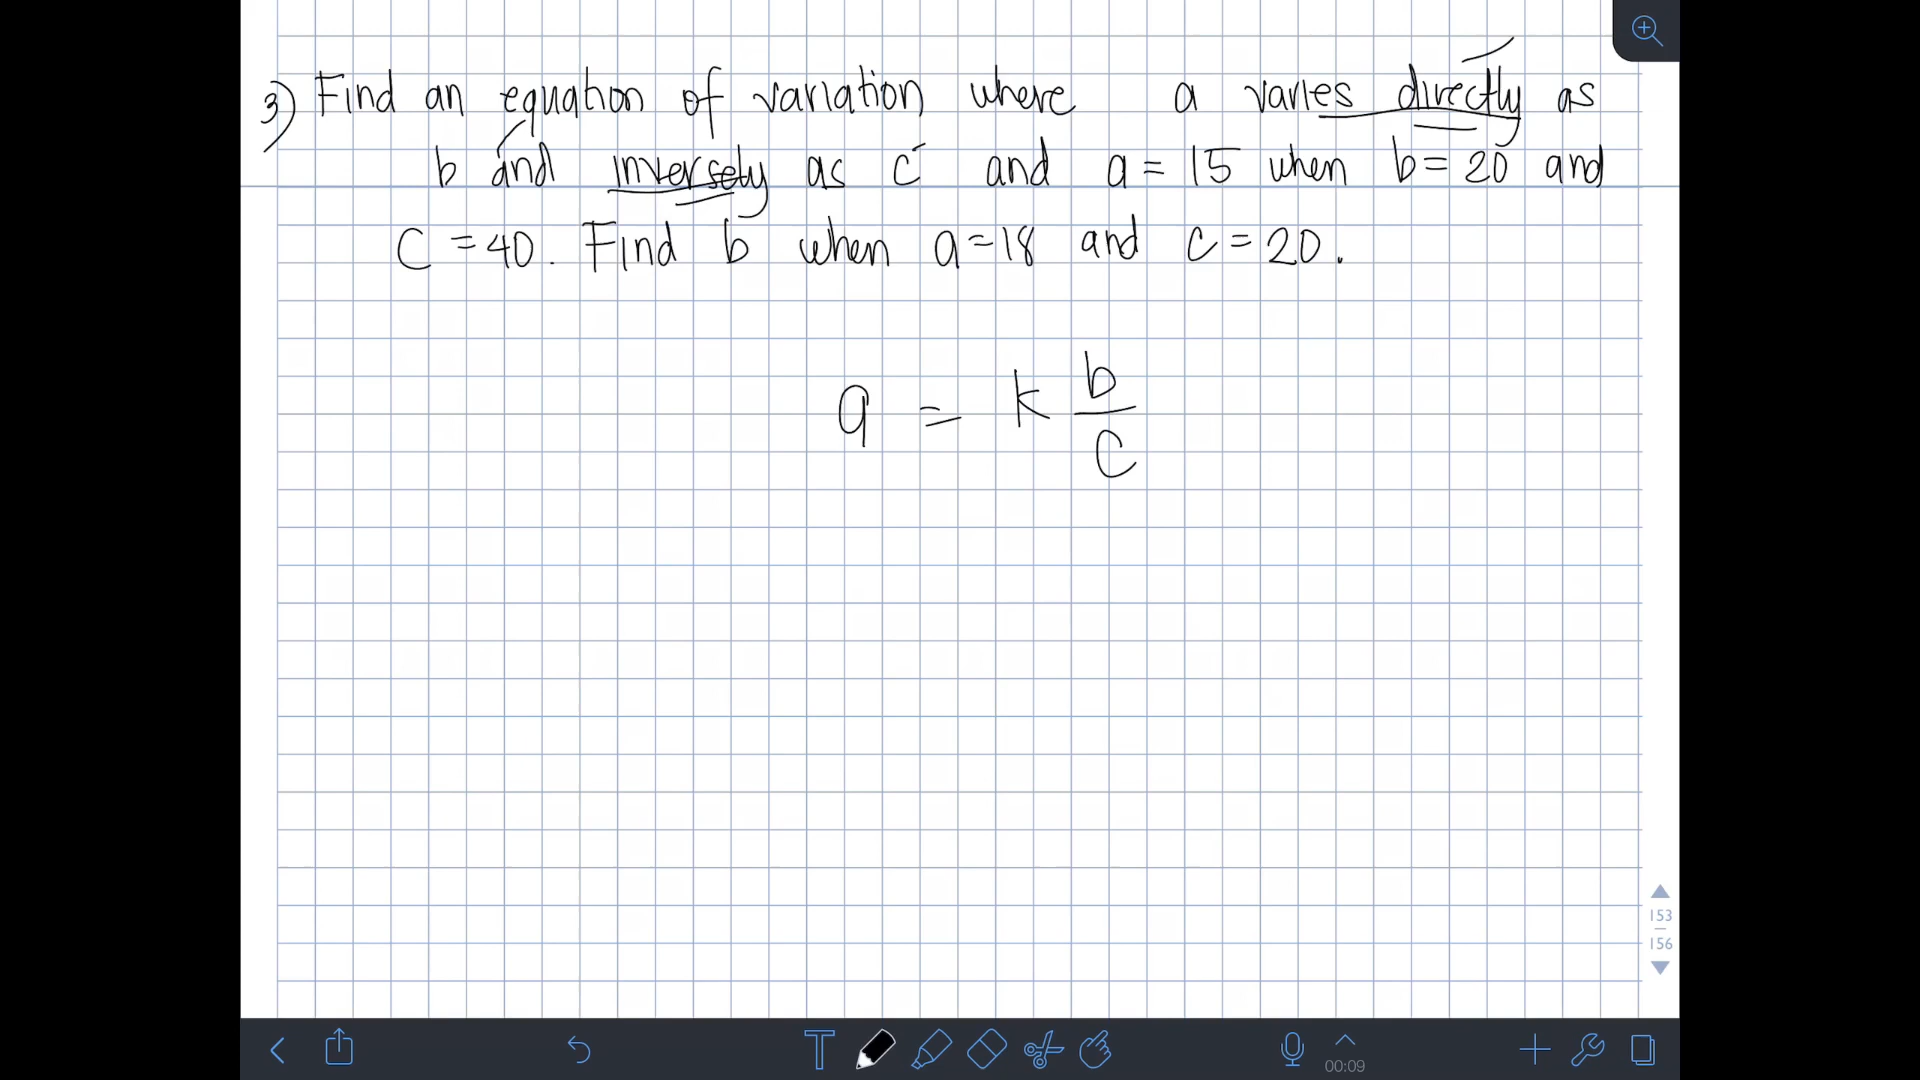 3) Find an equation of variation where a varies directly as
b and inversely as c and a = 15 when b = 20 and
C = 40. Find b when a = 18 and c = 20.
a = k b/c
153
156
T
00:09